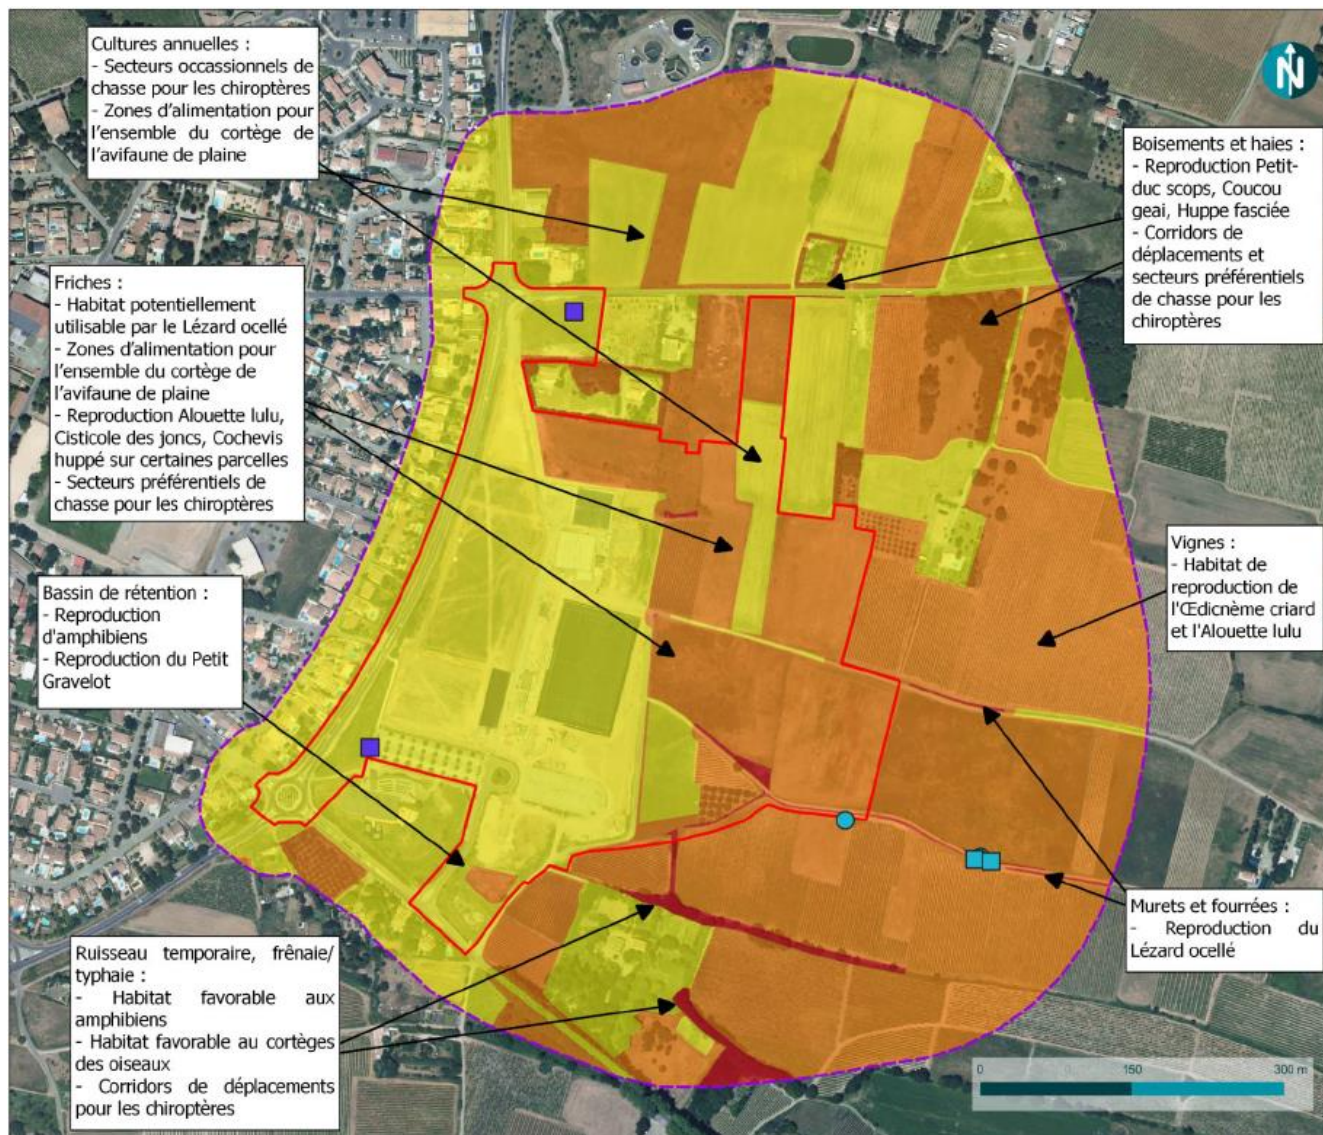 Cultures annuelles :
- Secteurs occassionnels de
chasse pour les chiroptères
- Zones d'alimentation pour
l'ensemble du cortège de
l'avifaune de plaine
N
Boisements et haies :
- Reproduction Petit-
duc scops, Coucou
geai, Huppe fasciée
- Corridors de
déplacements et
secteurs préférentiels
de chasse pour les
chiroptères
Friches :
- Habitat potentiellement
utilisable par le Lézard ocellé
- Zones d'alimentation pour
l'ensemble du cortège de
l'avifaune de plaine
- Reproduction Alouette lulu,
Cisticole des joncs, Cochevis
huppé sur certaines parcelles
- Secteurs préférentiels de
chasse pour les chiroptères
Vignes :
- Habitat de
reproduction de
l'Œdicnème criard
et l'Alouette lulu
Bassin de rétention :
- Reproduction
d'amphibiens
- Reproduction du Petit
Gravelot
Murets et fourrées :
- Reproduction du
Lézard ocellé
Ruisseau temporaire, frênaie/
typhaie :
- Habitat favorable aux
amphibiens
- Habitat favorable au cortèges
des oiseaux
- Corridors de déplacements
pour les chiroptères
0 150 300 m